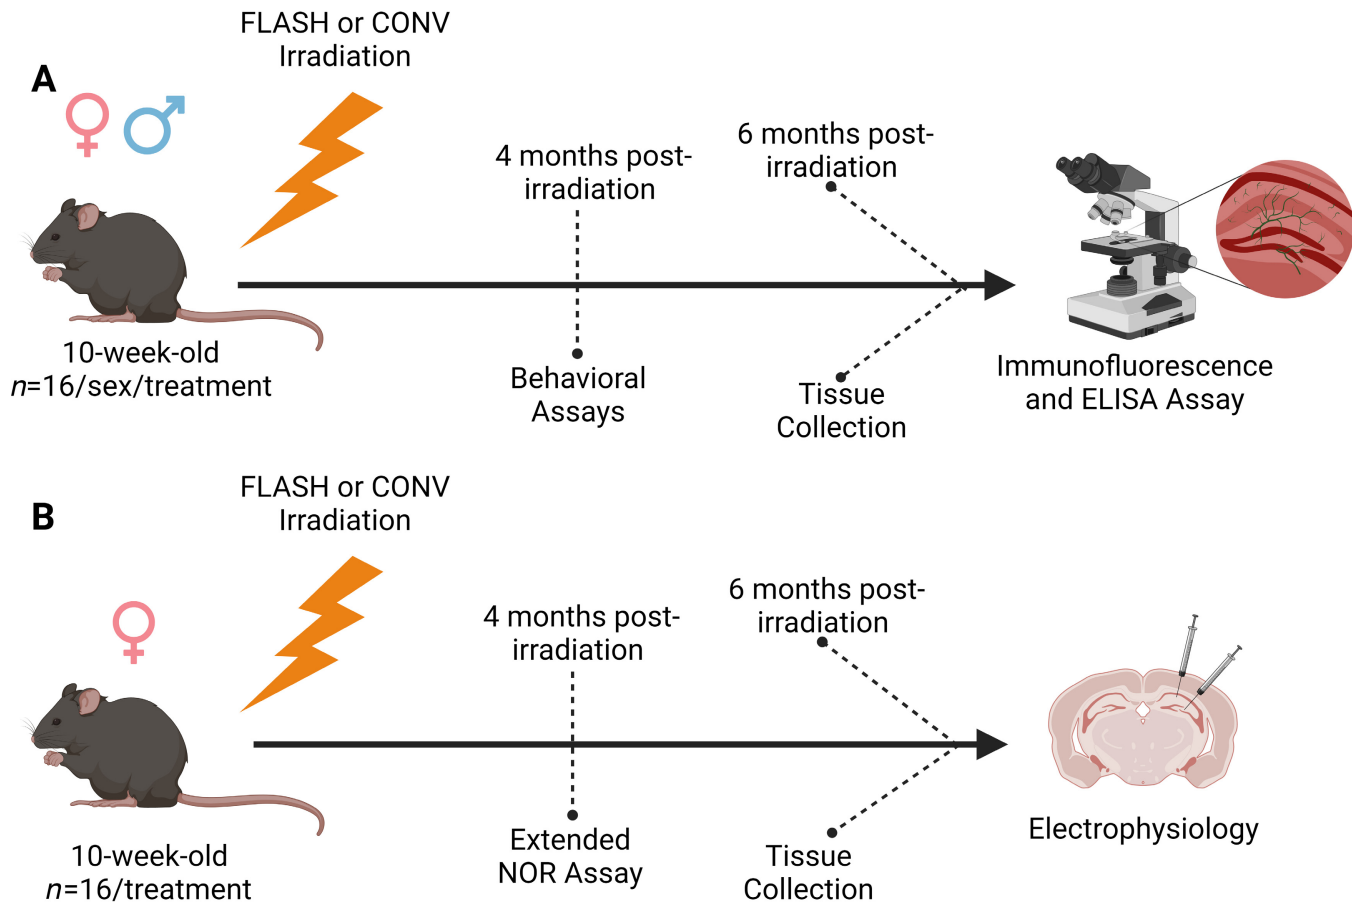 A
FLASH or CONV
Irradiation
4 months post-
irradiation
6 months post-
irradiation
10-week-old
n=16/sex/treatment
Behavioral
Assays
Tissue
Collection
Immunofluorescence
and ELISA Assay
B
FLASH or CONV
Irradiation
4 months post-
irradiation
6 months post-
irradiation
10-week-old
n=16/treatment
Extended
NOR Assay
Tissue
Collection
Electrophysiology